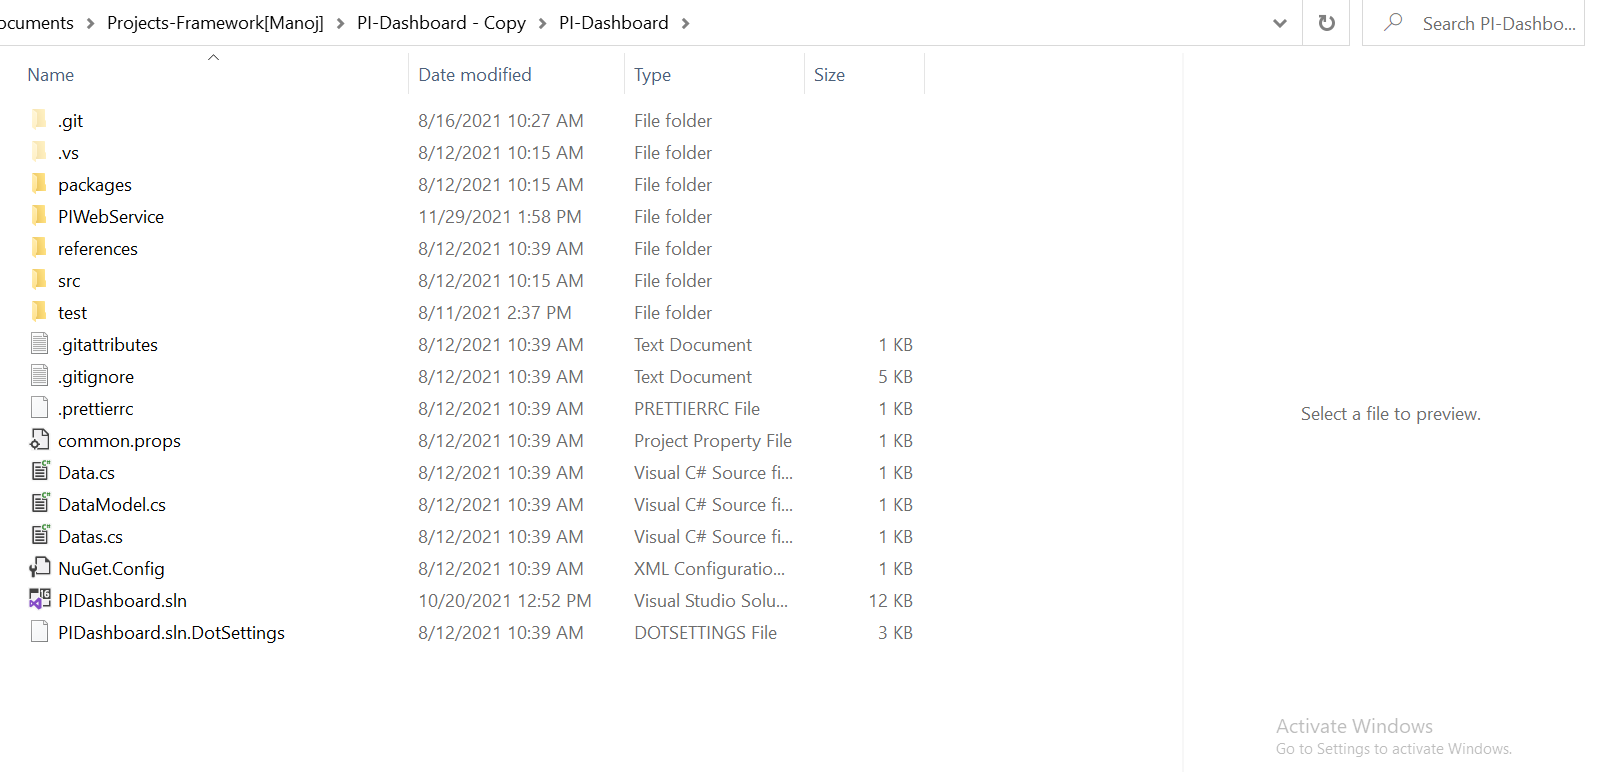 ocuments > Projects-Framework[Manoj] > PI-Dashboard - Copy > PI-Dashboard > Search PI-Dashbo...
Name Date modified Type Size
.git 8/16/2021 10:27 AM File folder
.vs 8/12/2021 10:15 AM File folder
packages 8/12/2021 10:15 AM File folder
PIWebService 11/29/2021 1:58 PM File folder
references 8/12/2021 10:39 AM File folder
src 8/12/2021 10:15 AM File folder
test 8/11/2021 2:37 PM File folder
.gitattributes 8/12/2021 10:39 AM Text Document 1 KB
.gitignore 8/12/2021 10:39 AM Text Document 5 KB
.prettierrc 8/12/2021 10:39 AM PRETTIERRC File 1 KB
common.props 8/12/2021 10:39 AM Project Property File 1 KB
Data.cs 8/12/2021 10:39 AM Visual C# Source fi... 1 KB
DataModel.cs 8/12/2021 10:39 AM Visual C# Source fi... 1 KB
Datas.cs 8/12/2021 10:39 AM Visual C# Source fi... 1 KB
NuGet.Config 8/12/2021 10:39 AM XML Configuratio... 1 KB
PIDashboard.sln 10/20/2021 12:52 PM Visual Studio Solu... 12 KB
PIDashboard.sln.DotSettings 8/12/2021 10:39 AM DOTSETTINGS File 3 KB
Select a file to preview.
Activate Windows
Go to Settings to activate Windows.